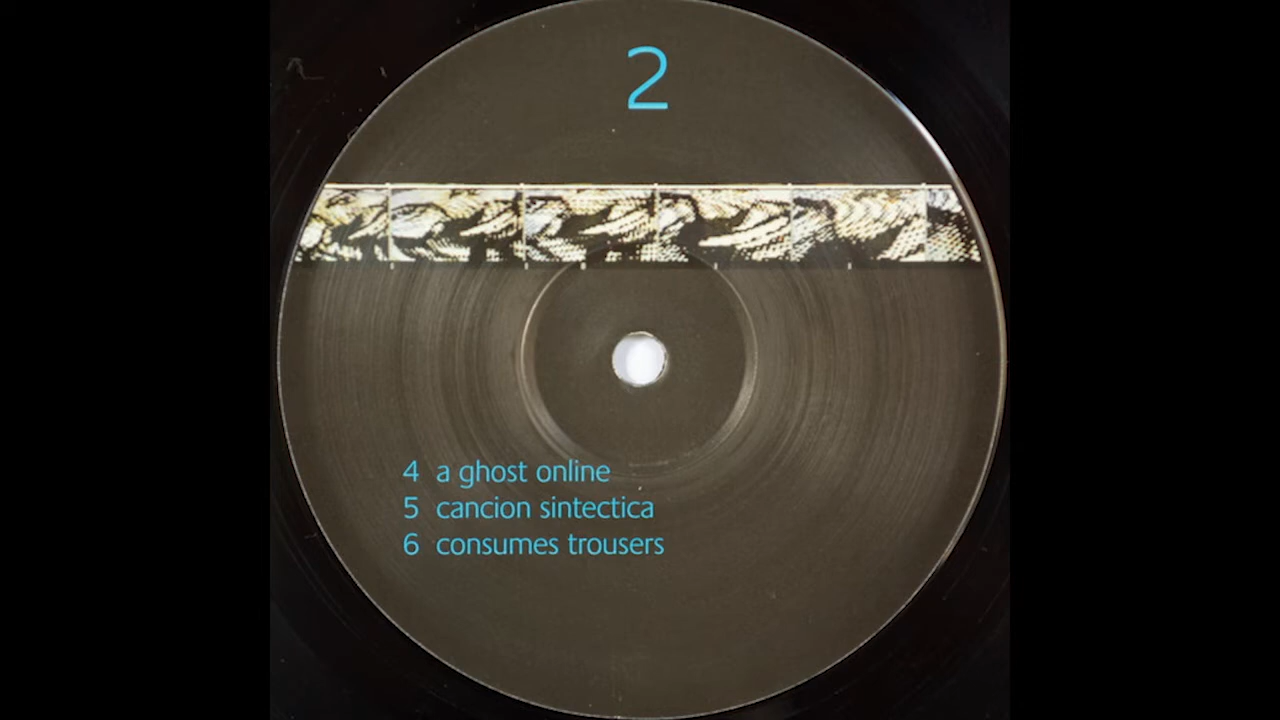 2
4 a ghost online
5 cancion sintectica
6 consumes trousers